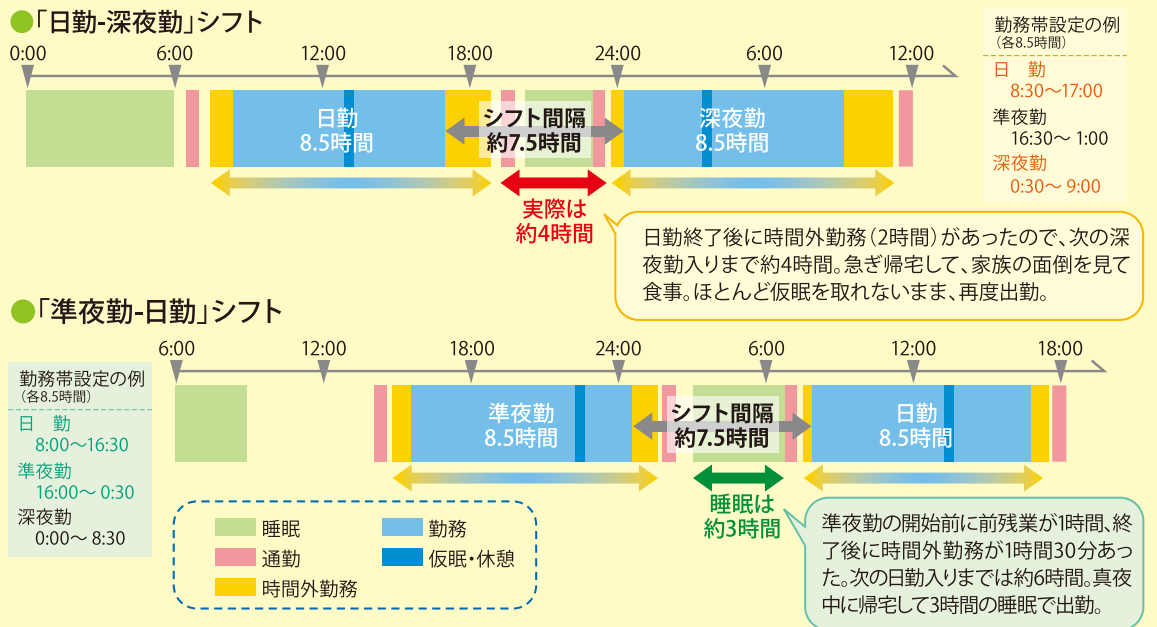 ●「日勤-深夜勤」シフト
0:00 6:00 12:00 18:00 24:00 6:00 12:00
日勤
8.5時間
シフト間隔
約7.5時間
深夜勤
8.5時間
実際は
約4時間
勤務帯設定の例
(各8.5時間)
日 勤
8:30〜17:00
準夜勤
16:30〜 1:00
深夜勤
0:30〜 9:00
日勤終了後に時間外勤務(2時間)があったので、次の深
夜勤入りまで約4時間。急ぎ帰宅して、家族の面倒を見て
食事。ほとんど仮眠を取れないまま、再度出勤。
●「準夜勤-日勤」シフト
6:00 12:00 18:00 24:00 6:00 12:00 18:00
勤務帯設定の例
(各8.5時間)
日 勤
8:00〜16:30
準夜勤
16:00〜 0:30
深夜勤
0:00〜 8:30
準夜勤
8.5時間
シフト間隔
約7.5時間
日勤
8.5時間
睡眠は
約3時間
睡眠
通勤
時間外勤務
勤務
仮眠・休憩
準夜勤の開始前に前残業が1時間、終
了後に時間外勤務が1時間30分あっ
た。次の日勤入りまでは約6時間。真夜
中に帰宅して3時間の睡眠で出勤。